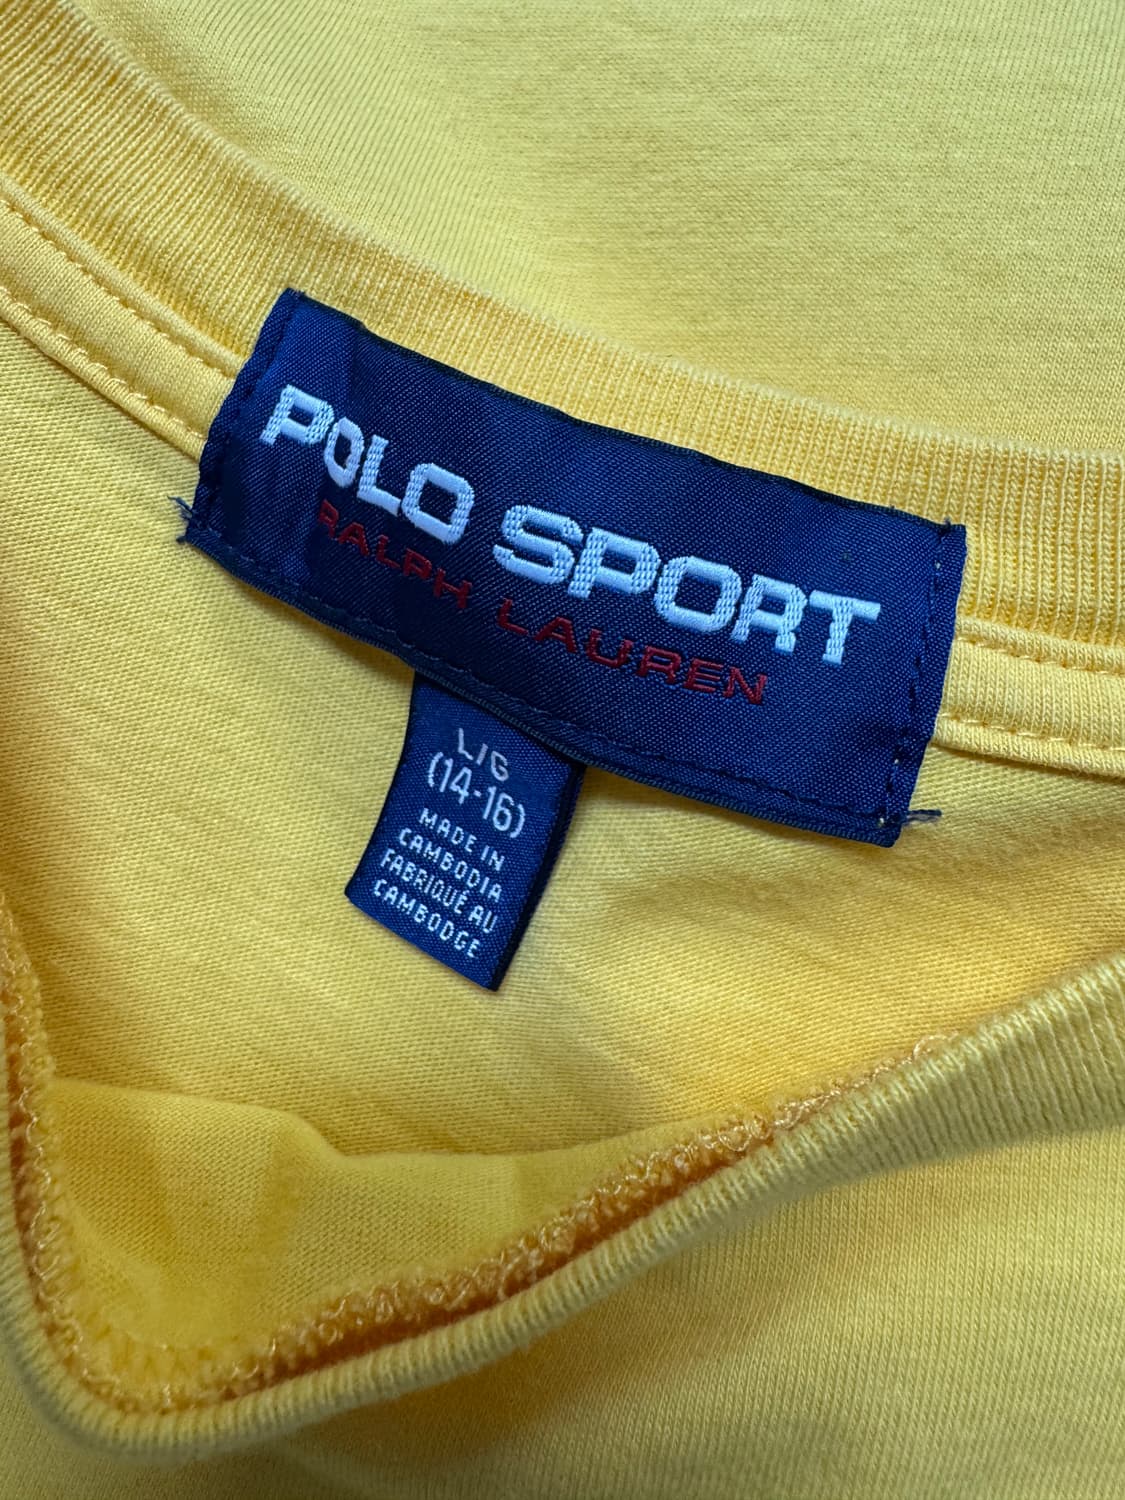 POLO SPORT
RALPH LAUREN
L/G
(14-16)
MADE IN
CAMBODIA
FABRIQUÉ AU
CAMBODGE